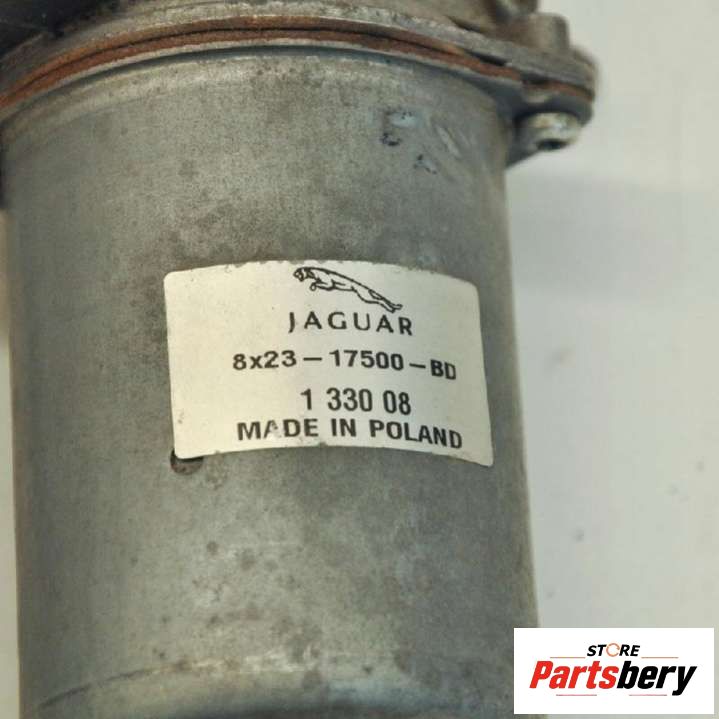 JAGUAR
8x23-17500-BD
1 330 08
MADE IN POLAND
STORE
Partsbery